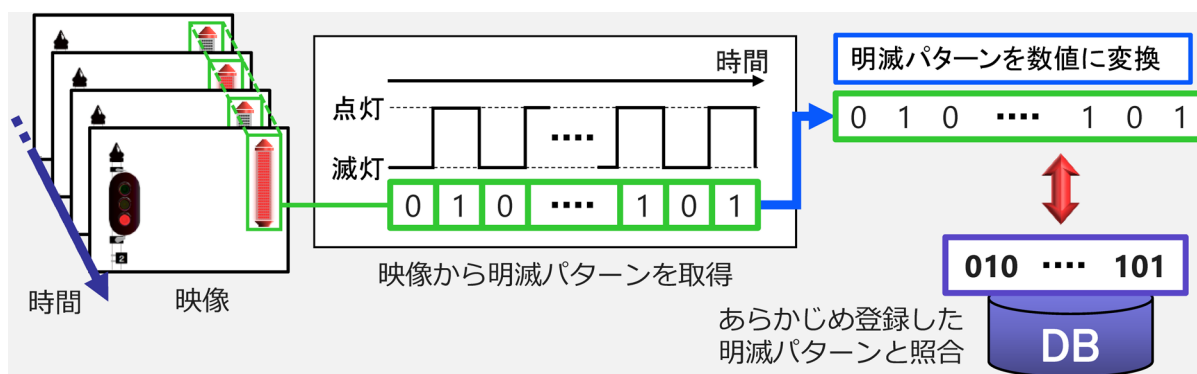 時間
映像
2
時間
点灯
滅灯
0 1 0 ···· 1 0 1
映像から明滅パターンを取得
明滅パターンを数値に変換
0 1 0 ···· 1 0 1
010 ···· 101
あらかじめ登録した
明滅パターンと照合
DB